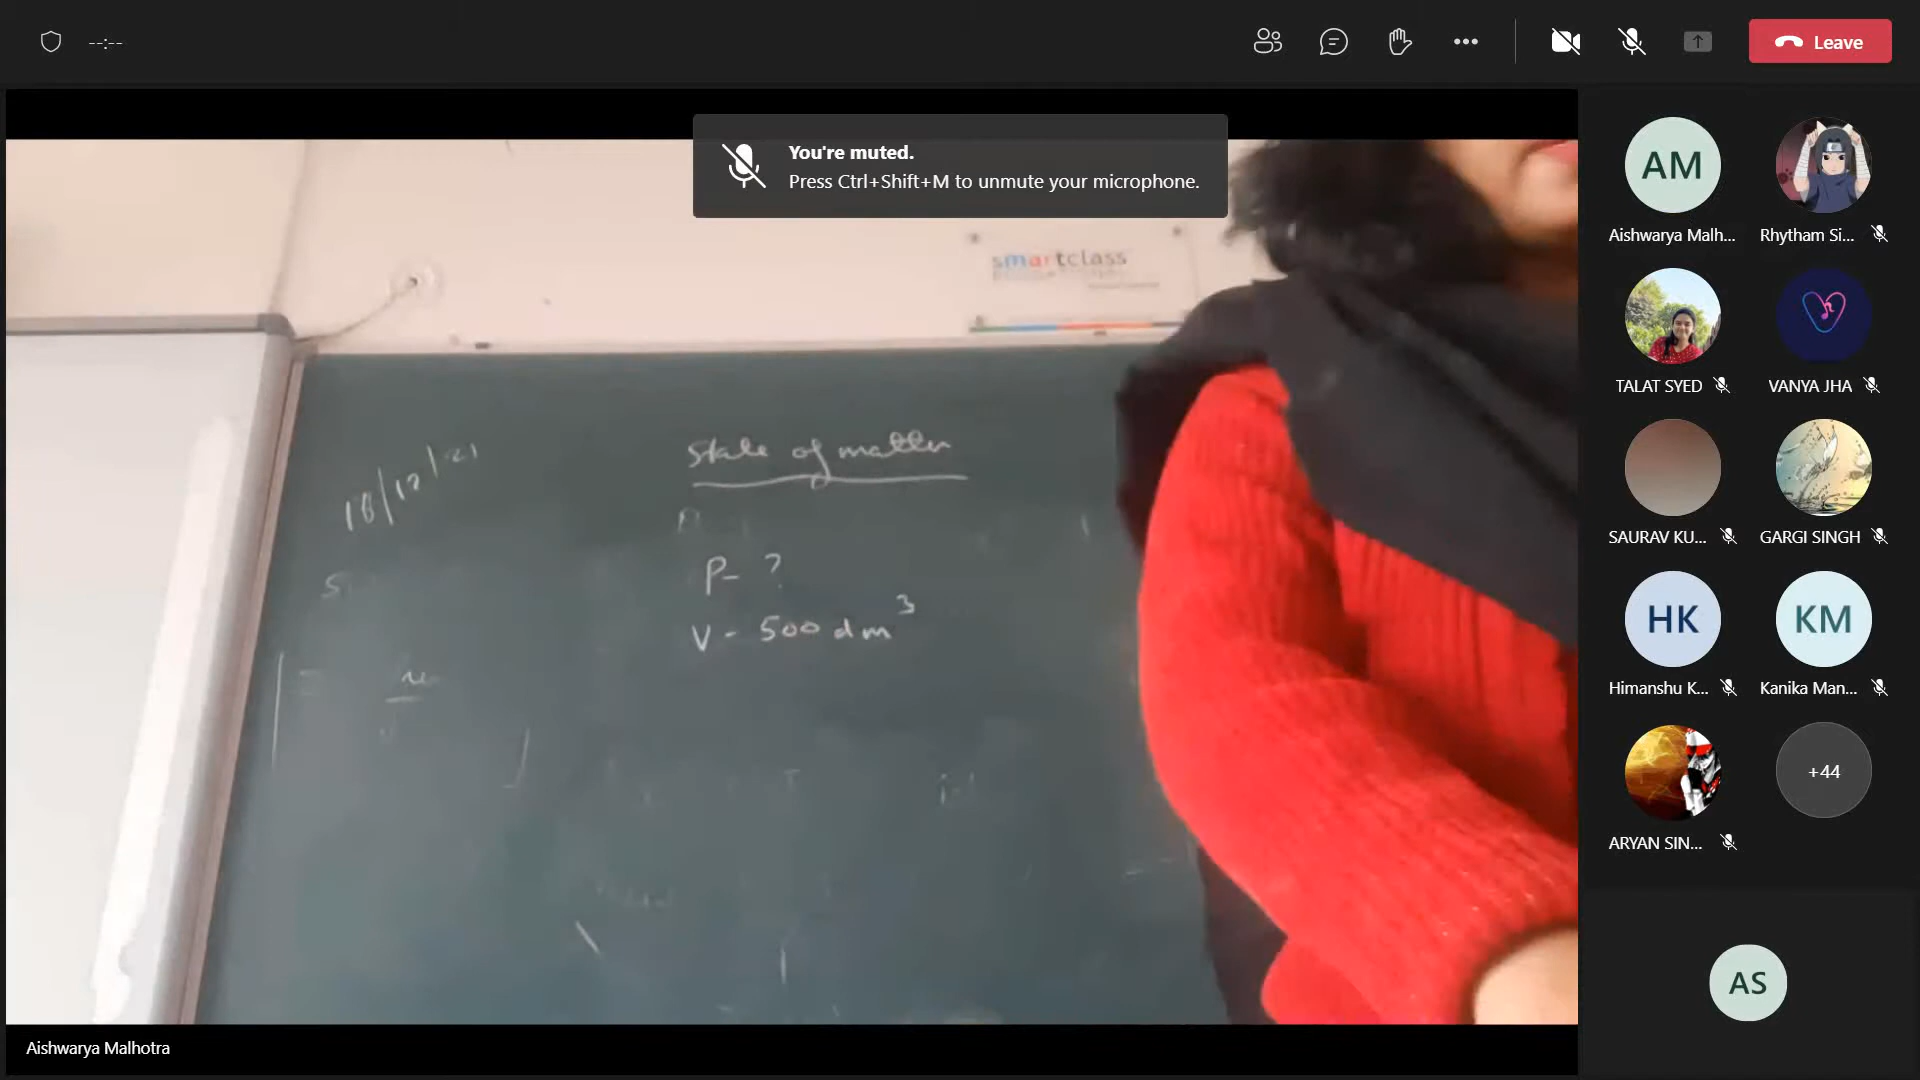 --:--
Leave
You're muted.
Press Ctrl+Shift+M to unmute your microphone.
smartclass
18/12/21
State of matter
P- ?
V- 500 dm³
AM
Aishwarya Malh...
Rhytham Si...
TALAT SYED
VANYA JHA
SAURAV KU...
GARGI SINGH
HK
Himanshu K...
KM
Kanika Man...
ARYAN SIN...
+44
AS
Aishwarya Malhotra